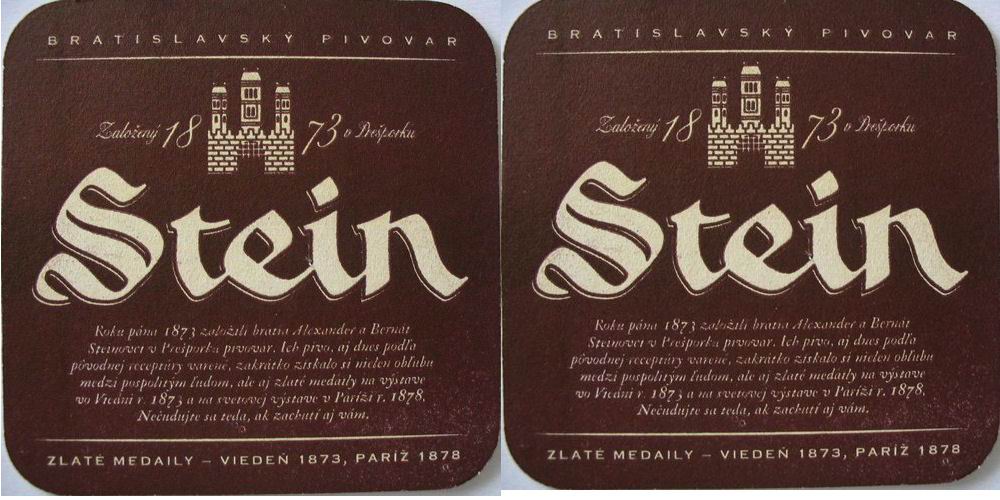 BRATISLAVSKÝ PIVOVAR
Založený 18 73 v Prešporku
Stein
Roku pána 1873 založili bratia Alexander a Bernát
Steinovci v Prešporku pivovar. Ich pivo, aj dnes podľa
pôvodnej receptúry varené, zakrátko získalo si nielen obľubu
medzi pospolitým ľudom, ale aj zlaté medaily na výstave
vo Viedni r. 1873 a na svetovej výstave v Paríži r. 1878.
Nečudujte sa teda, ak zachutí aj vám.
ZLATÉ MEDAILY – VIEDEŇ 1873, PARÍŽ 1878
BRATISLAVSKÝ PIVOVAR
Založený 18 73 v Prešporku
Stein
Roku pána 1873 založili bratia Alexander a Bernát
Steinovci v Prešporku pivovar. Ich pivo, aj dnes podľa
pôvodnej receptúry varené, zakrátko získalo si nielen obľubu
medzi pospolitým ľudom, ale aj zlaté medaily na výstave
vo Viedni r. 1873 a na svetovej výstave v Paríži r. 1878.
Nečudujte sa teda, ak zachutí aj vám.
ZLATÉ MEDAILY – VIEDEŇ 1873, PARÍŽ 1878